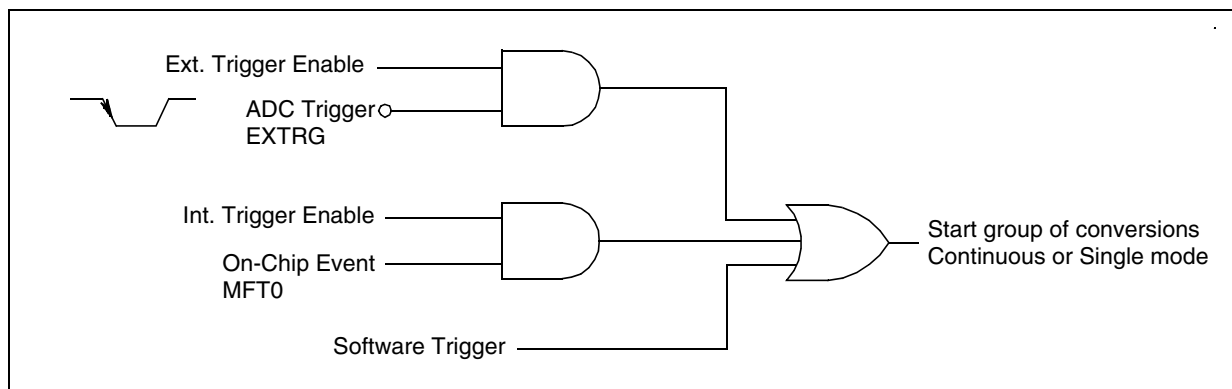 Ext. Trigger Enable
ADC Trigger
EXTRG
Int. Trigger Enable
On-Chip Event
MFT0
Software Trigger
Start group of conversions
Continuous or Single mode